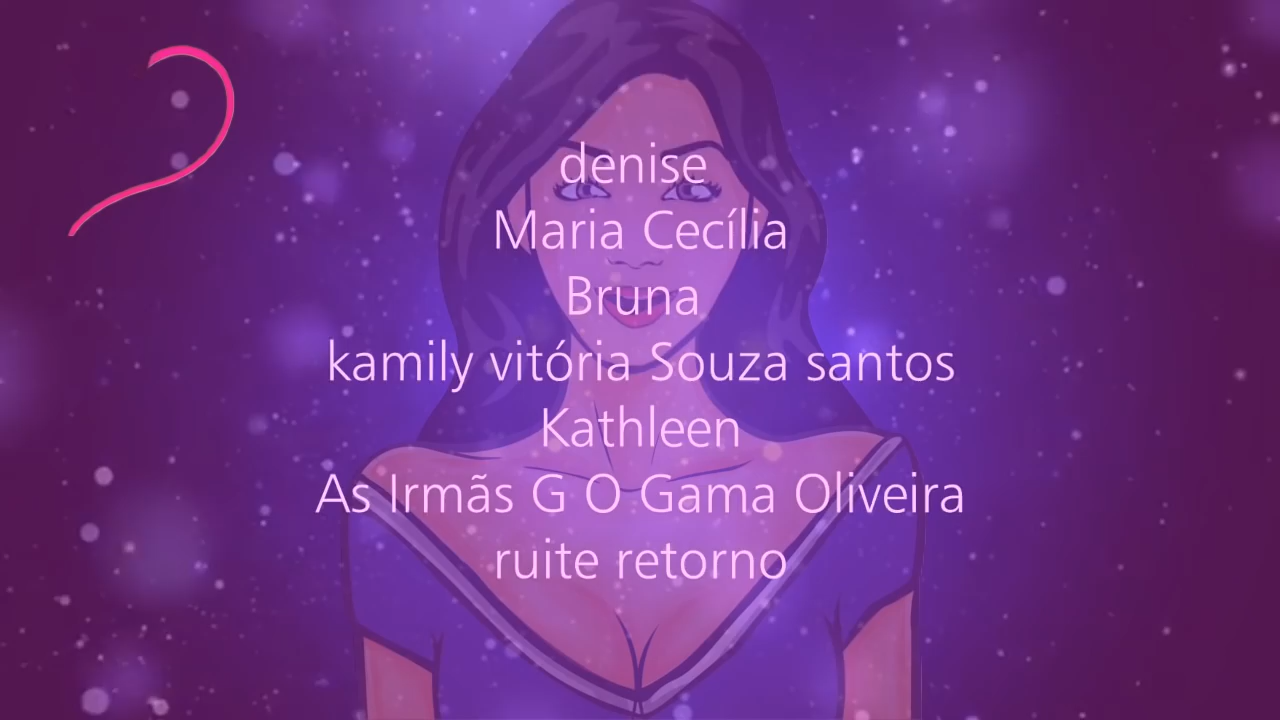 denise
Maria Cecília
Bruna
kamily vitória Souza santos
Kathleen
As Irmãs G O Gama Oliveira
ruite retorno